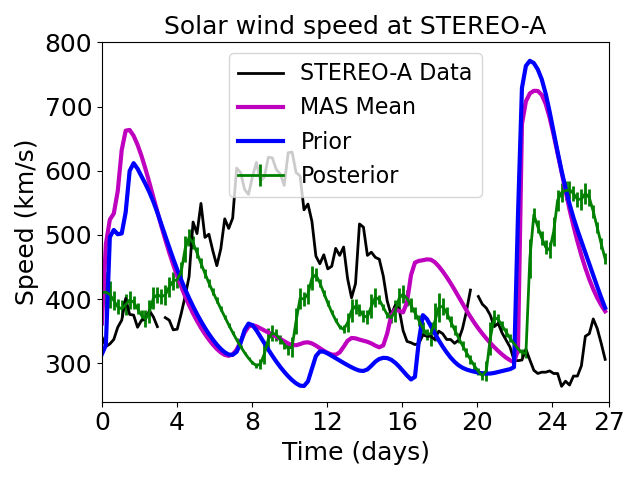 Solar wind speed at STEREO-A
800
700
600
500
400
300
Speed (km/s)
STEREO-A Data
MAS Mean
Prior
Posterior
0 4 8 12 16 20 24 27
Time (days)